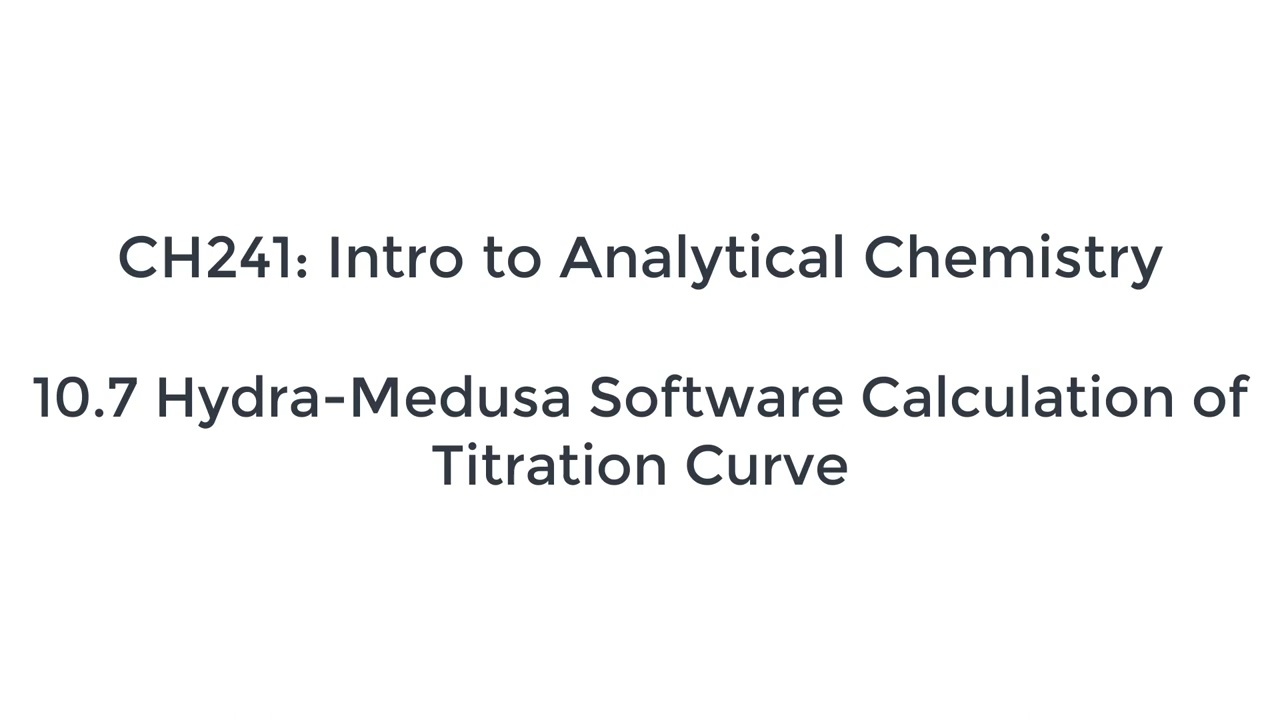 CH241: Intro to Analytical Chemistry
10.7 Hydra-Medusa Software Calculation of
Titration Curve